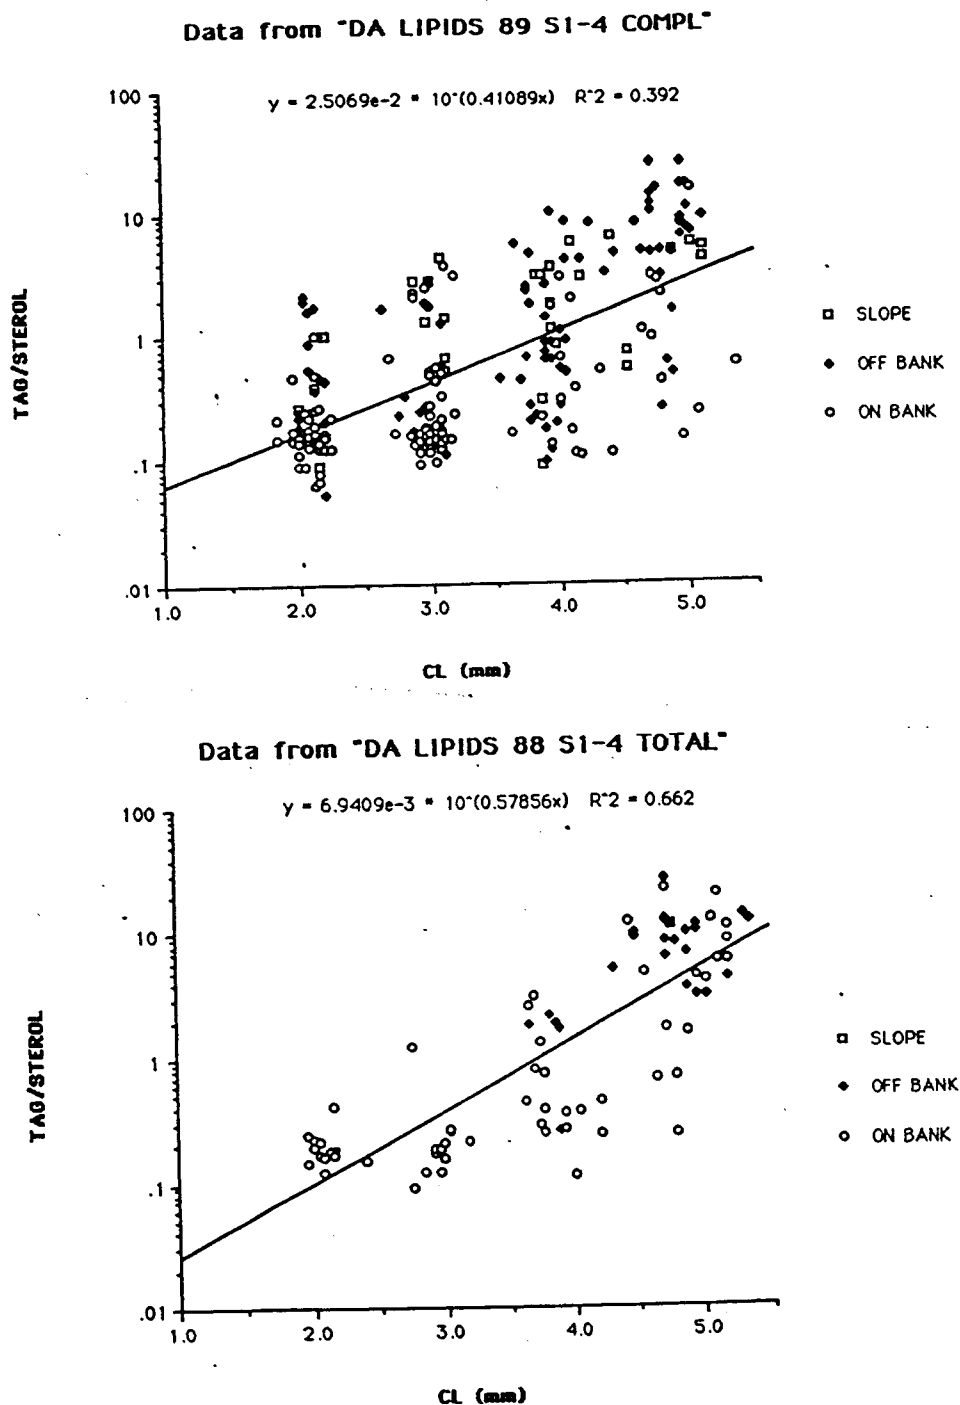 Data from "DA LIPIDS 89 S1-4 COMPL"
y = 2.5069e-2 * 10^(0.41089x) R^2 = 0.392
100
10
1
.1
.01
TAG/STEROL
1.0 2.0 3.0 4.0 5.0
CL (mm)
SLOPE
OFF BANK
ON BANK
Data from "DA LIPIDS 88 S1-4 TOTAL"
y = 6.9409e-3 * 10^(0.57856x) R^2 = 0.662
100
10
1
.1
.01
TAG/STEROL
1.0 2.0 3.0 4.0 5.0
CL (mm)
SLOPE
OFF BANK
ON BANK